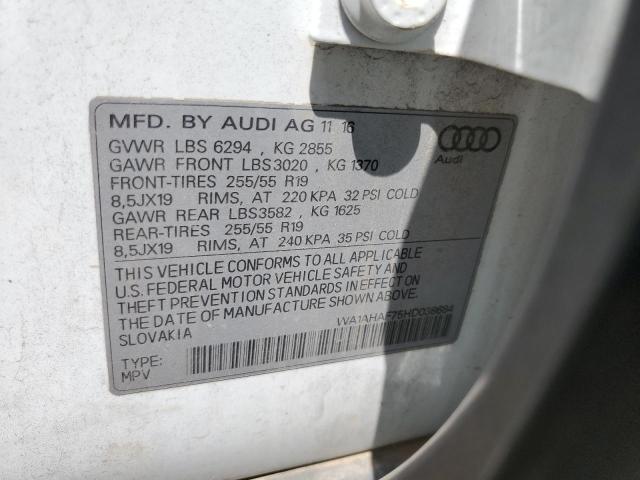 MFD. BY AUDI AG 11 16
GVWR LBS 6294 , KG 2855
GAWR FRONT LBS3020 , KG 1370
FRONT-TIRES 255/55 R19
8,5JX19 RIMS, AT 220 KPA 32 PSI COLD
GAWR REAR LBS3582 , KG 1625
REAR-TIRES 255/55 R19
8,5JX19 RIMS, AT 240 KPA 35 PSI COLD
Audi
THIS VEHICLE CONFORMS TO ALL APPLICABLE
U.S. FEDERAL MOTOR VEHICLE SAFETY AND
THEFT PREVENTION STANDARDS IN EFFECT ON
THE DATE OF MANUFACTURE SHOWN ABOVE.
SLOVAKIA
WA1AHAF75HD038684
TYPE:
MPV